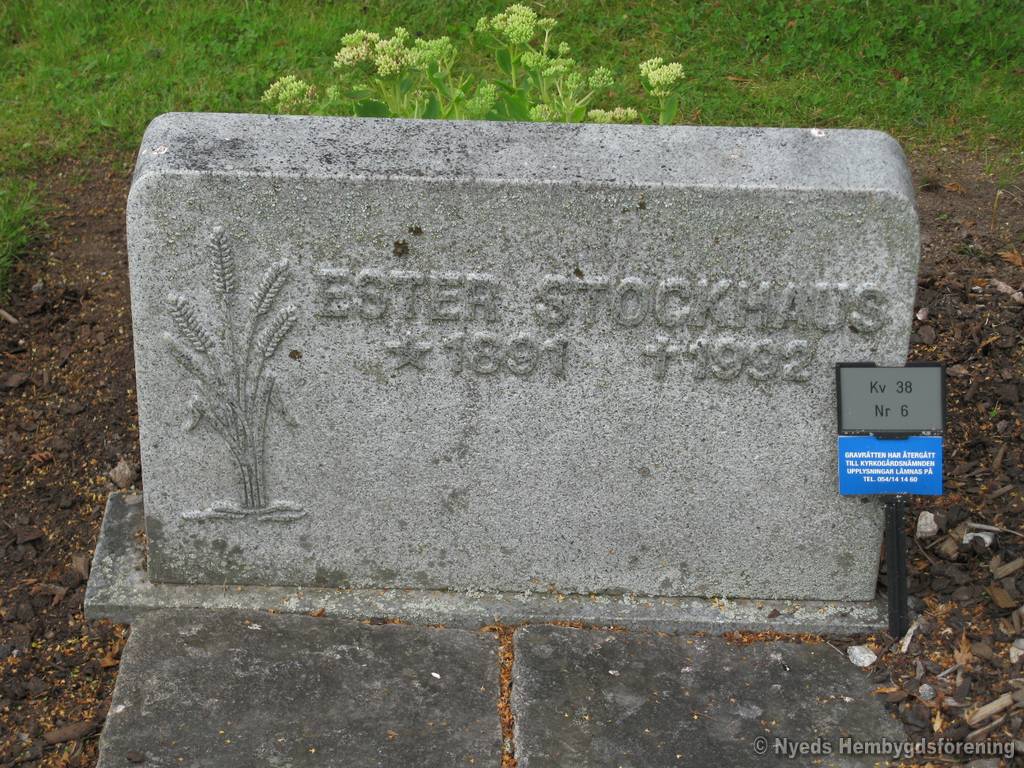 ESTER STOCKHAUS
★1891 †1992
Kv 38
Nr 6
GRAVRÄTTEN HAR ÅTERGÅTT
TILL KYRKOGÅRDSNÄMNDEN
UPPLYSNINGAR LÄMNAS PÅ
TEL. 054/14 14 60
© Nyeds Hembygdsförening